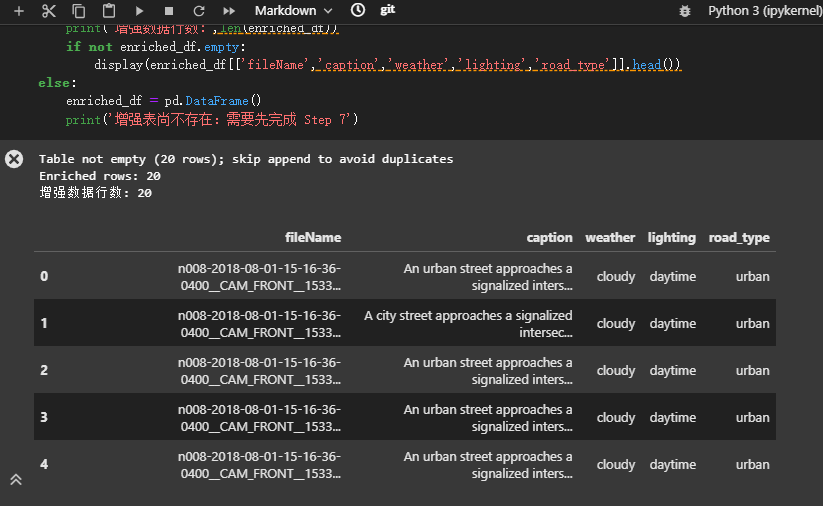 Markdown git Python 3 (ipykernel)
print('增强数据行数:',len(enriched_df))
if not enriched_df.empty:
display(enriched_df[['fileName','caption','weather','lighting','road_type']].head())
else:
enriched_df = pd.DataFrame()
print('增强表尚不存在：需要先完成 Step 7')
Table not empty (20 rows); skip append to avoid duplicates
Enriched rows: 20
增强数据行数: 20
fileName caption weather lighting road_type
0 n008-2018-08-01-15-16-36-0400__CAM_FRONT__1533... An urban street approaches a signalized inters... cloudy daytime urban
1 n008-2018-08-01-15-16-36-0400__CAM_FRONT__1533... A city street approaches a signalized intersec... cloudy daytime urban
2 n008-2018-08-01-15-16-36-0400__CAM_FRONT__1533... An urban street approaches a signalized inters... cloudy daytime urban
3 n008-2018-08-01-15-16-36-0400__CAM_FRONT__1533... An urban street approaches a signalized inters... cloudy daytime urban
4 n008-2018-08-01-15-16-36-0400__CAM_FRONT__1533... An urban street approaches a signalized inters... cloudy daytime urban